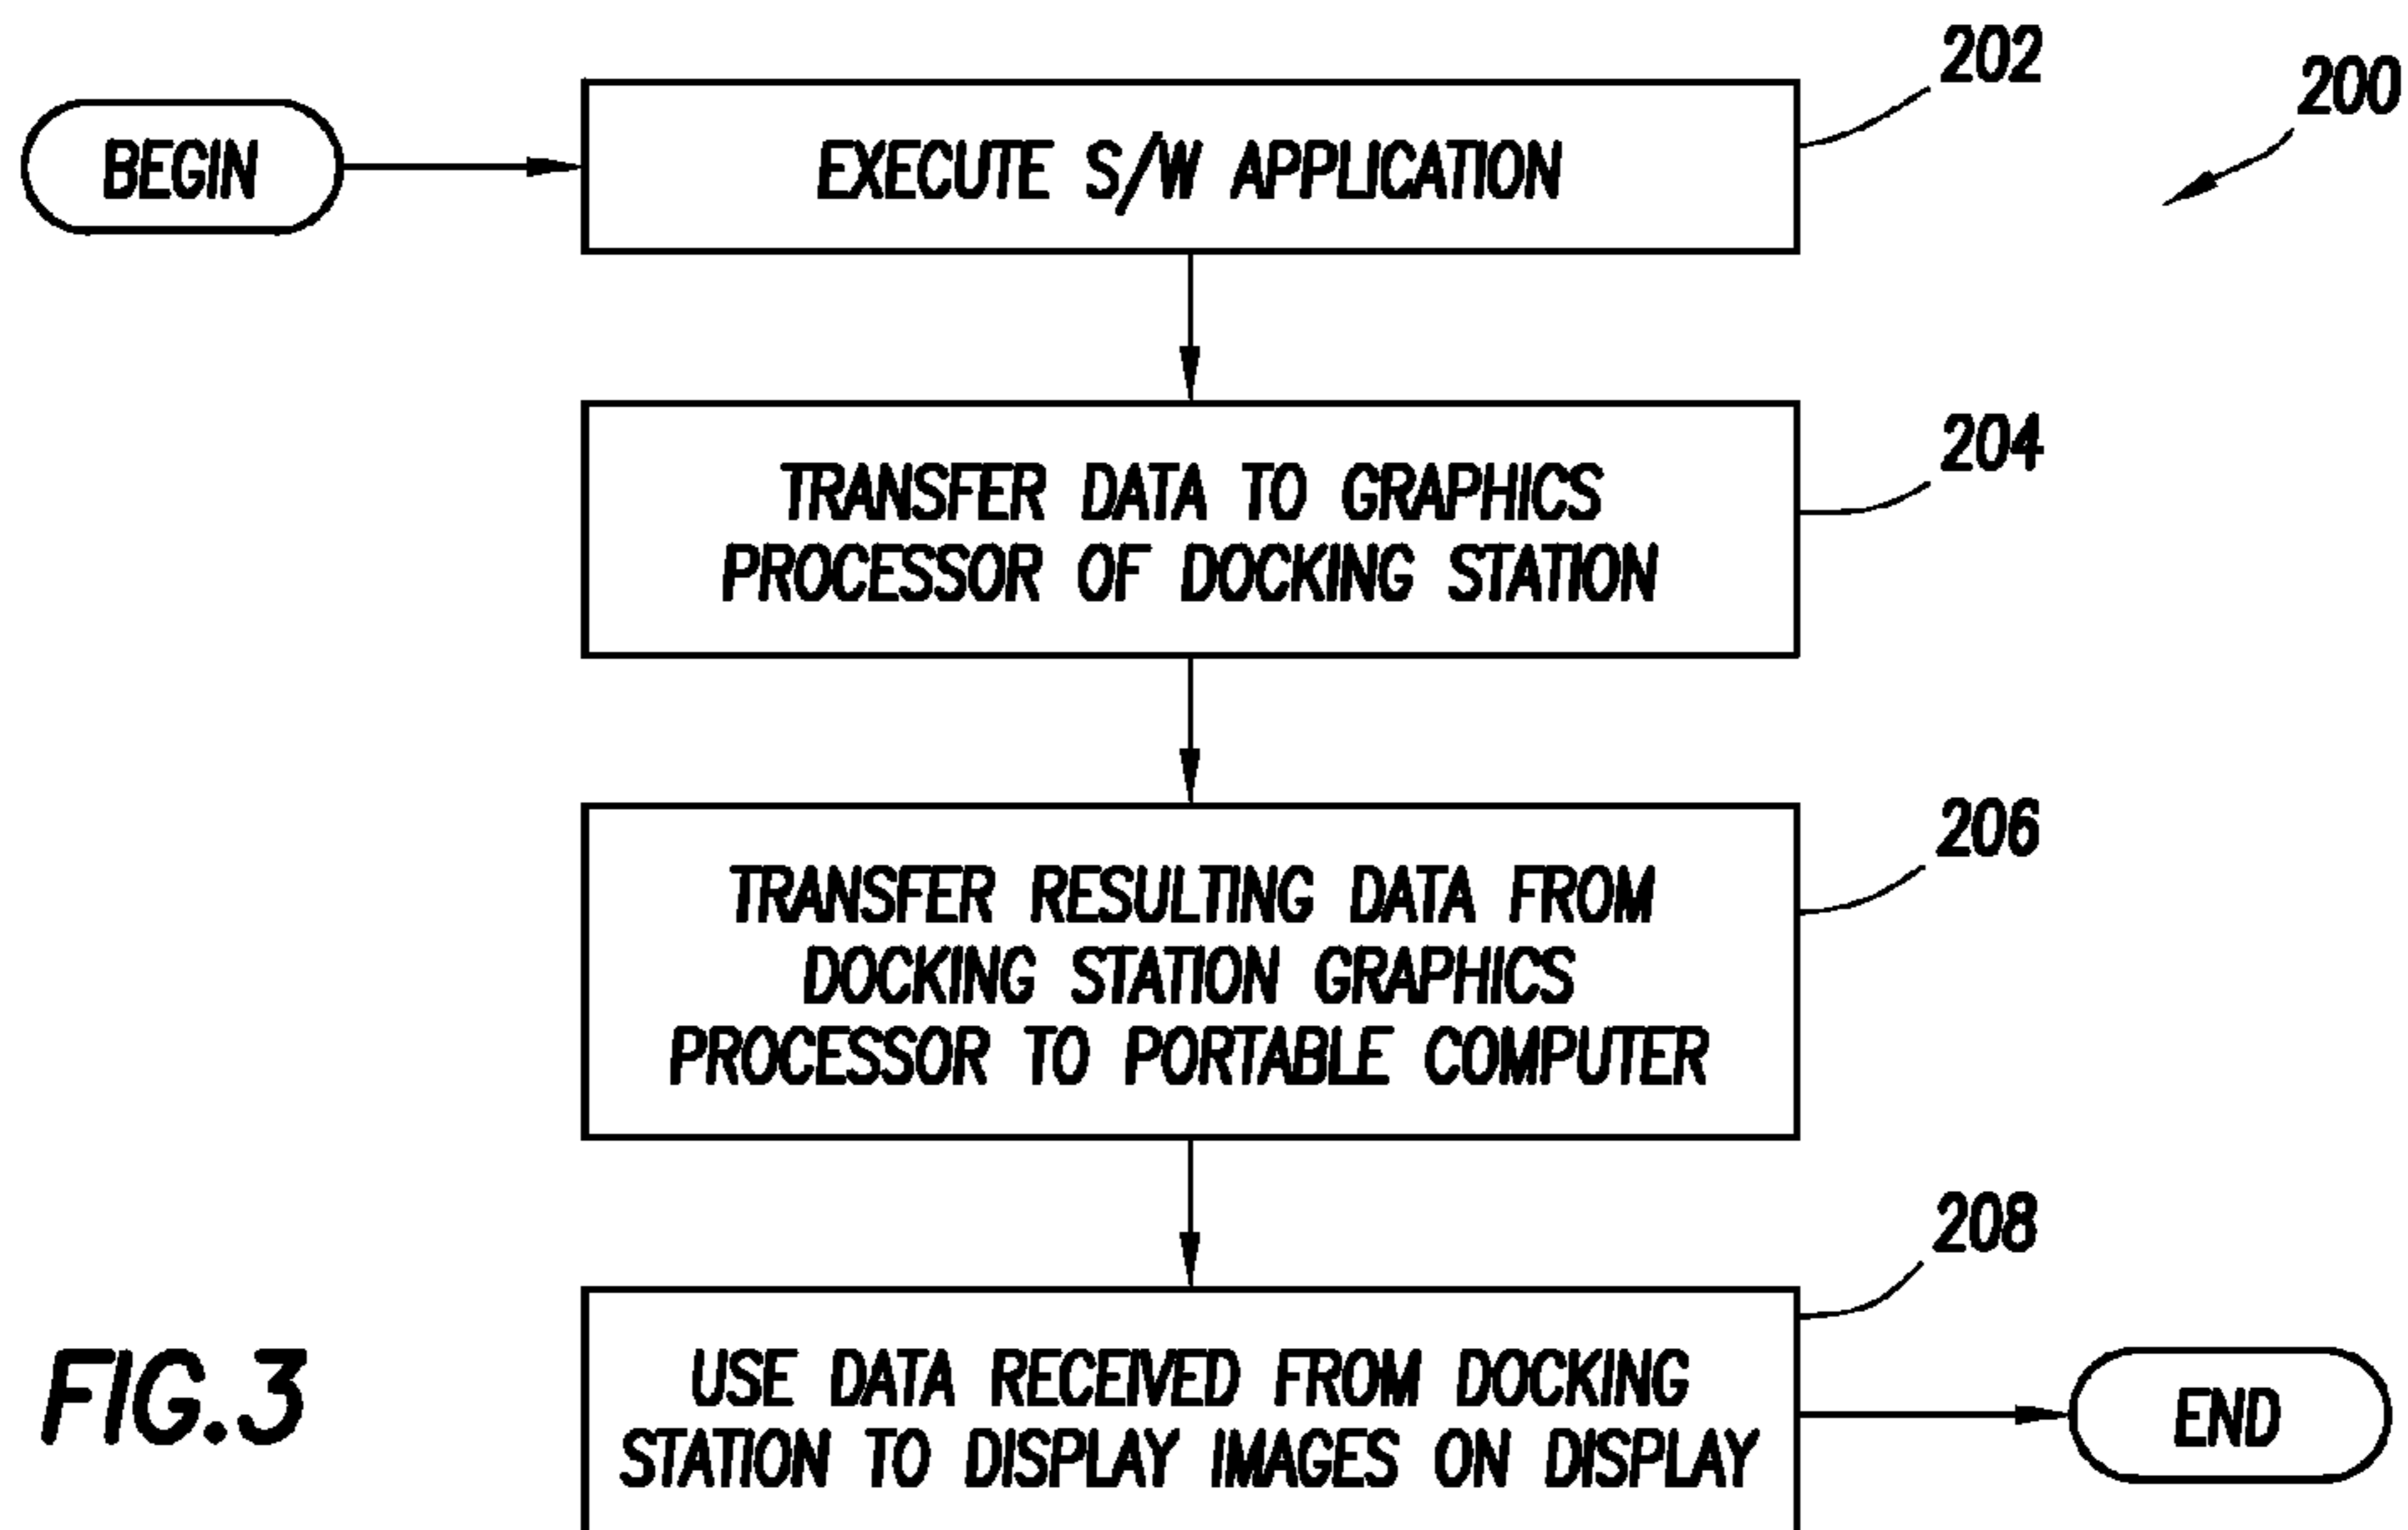 202
200
BEGIN
EXECUTE S/W APPLICATION
204
TRANSFER DATA TO GRAPHICS
PROCESSOR OF DOCKING STATION
206
TRANSFER RESULTING DATA FROM
DOCKING STATION GRAPHICS
PROCESSOR TO PORTABLE COMPUTER
208
USE DATA RECEIVED FROM DOCKING
STATION TO DISPLAY IMAGES ON DISPLAY
END
FIG.3